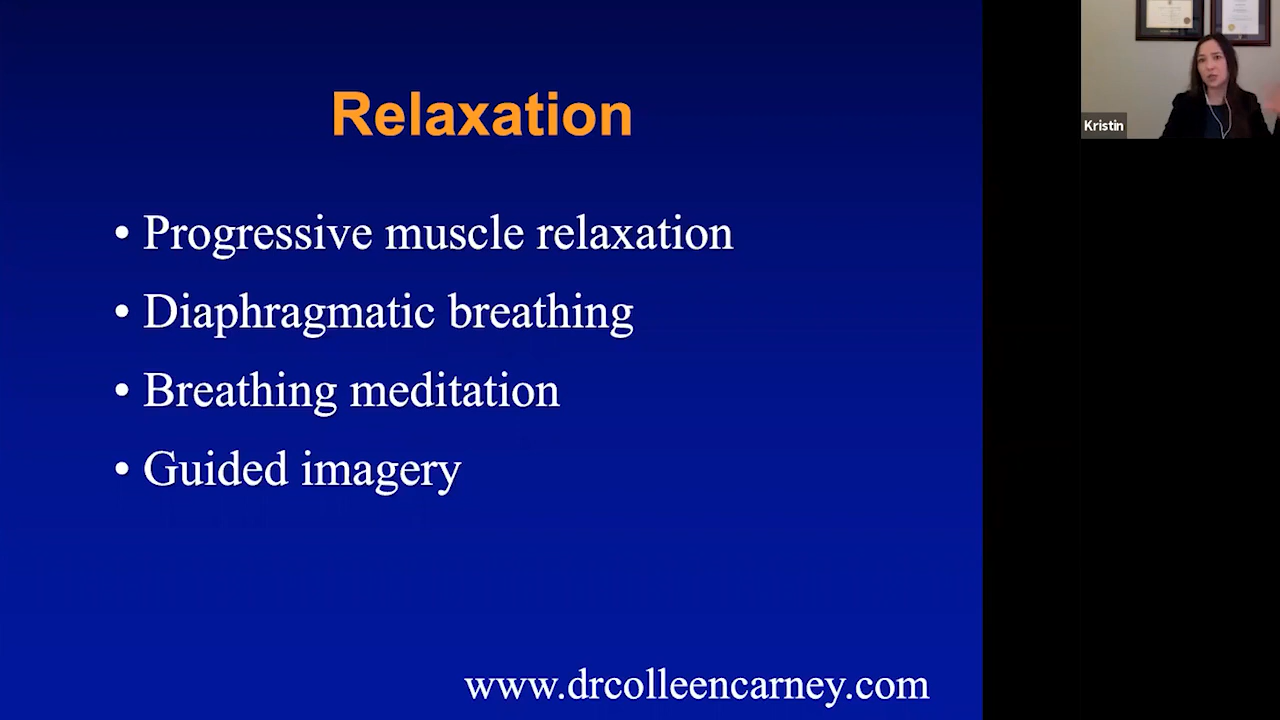 Relaxation
• Progressive muscle relaxation
• Diaphragmatic breathing
• Breathing meditation
• Guided imagery
www.drcolleencarney.com
Kristin